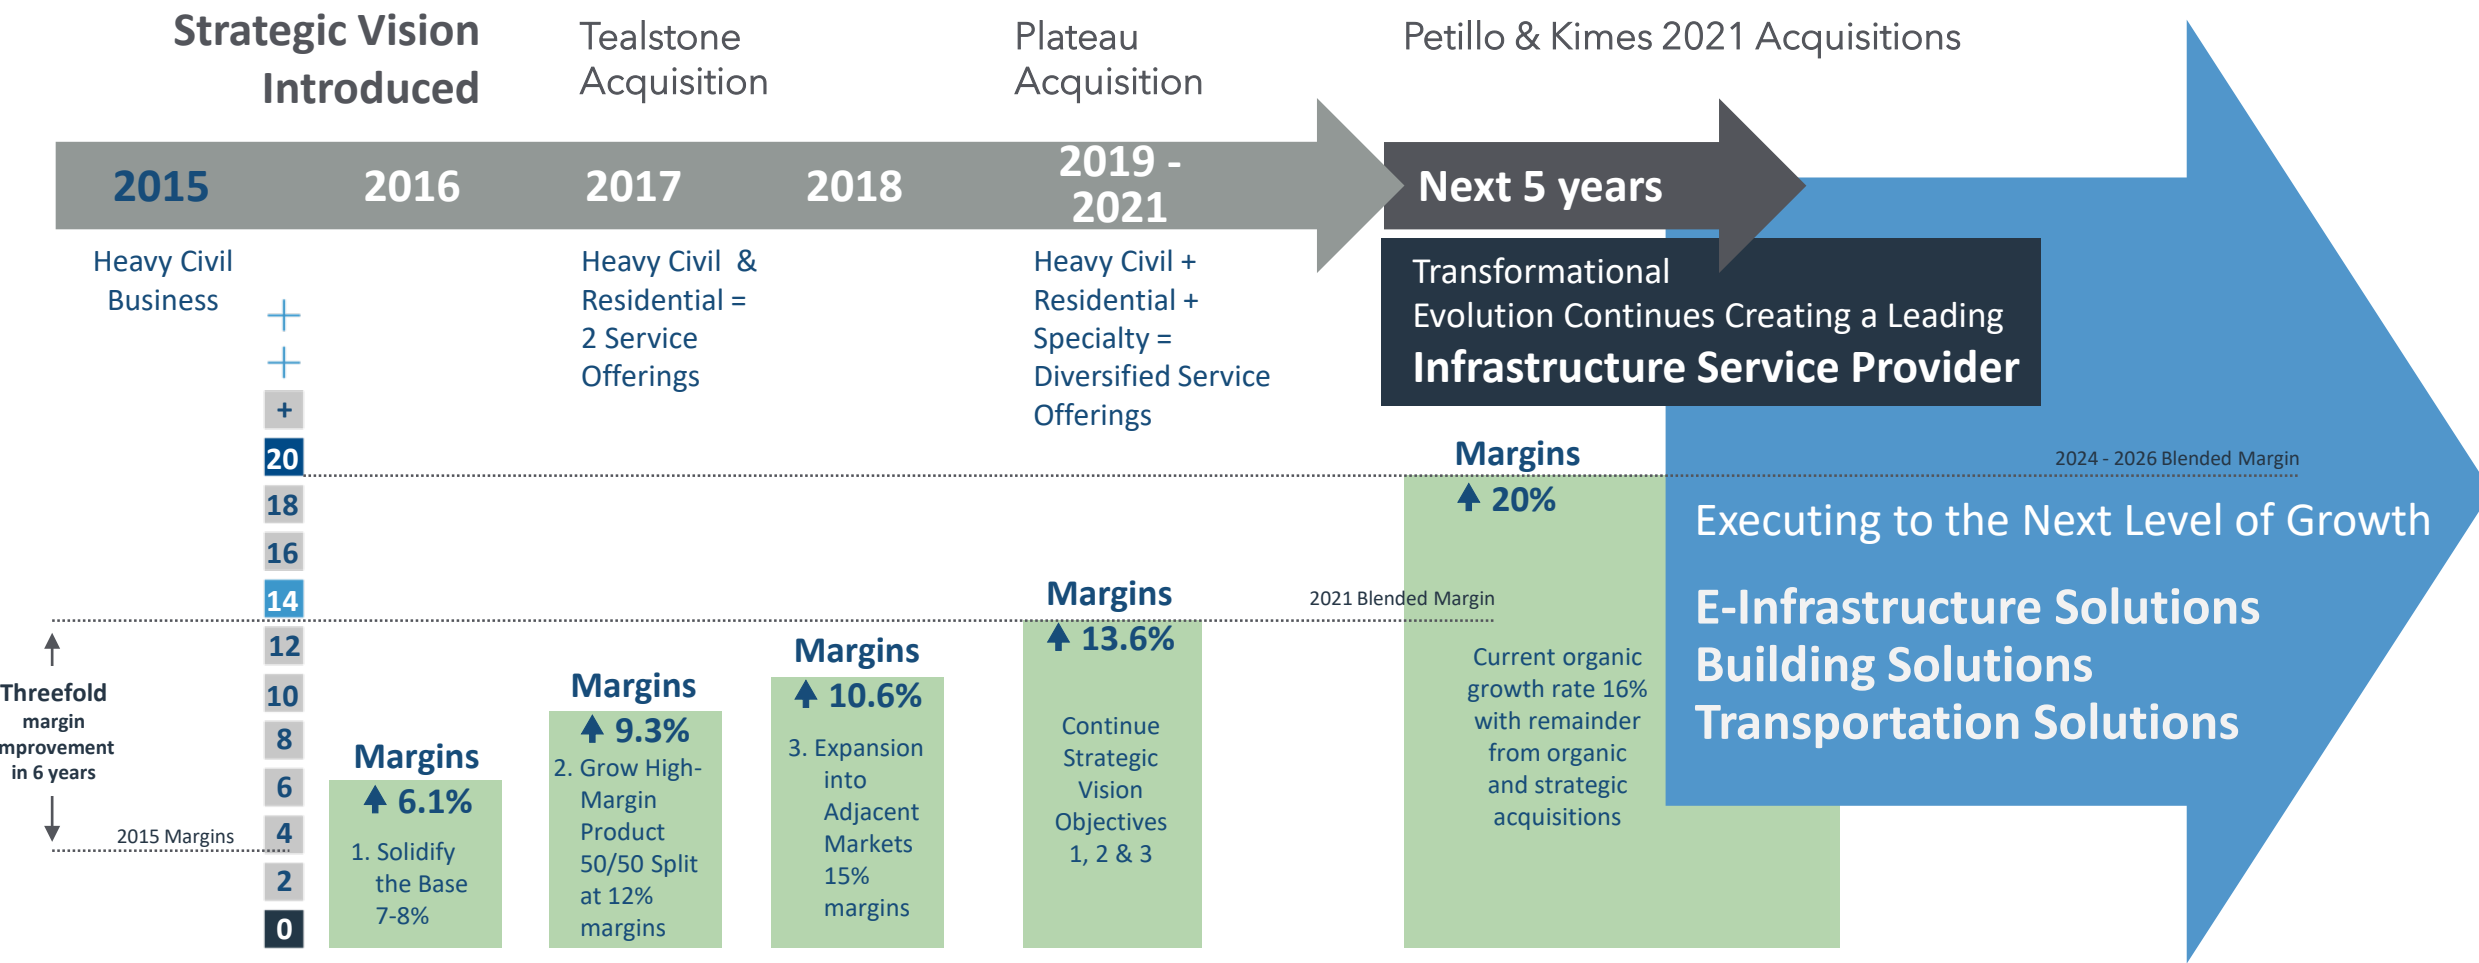 Strategic Vision
Introduced
Tealstone
Acquisition
Plateau
Acquisition
Petillo & Kimes 2021 Acquisitions
2015
2016
2017
2018
2019 -
2021
Next 5 years
Heavy Civil
Business
Heavy Civil &
Residential =
2 Service
Offerings
Heavy Civil +
Residential +
Specialty =
Diversified Service
Offerings
Transformational
Evolution Continues Creating a Leading
Infrastructure Service Provider
+
+
+
20
18
16
14
12
10
8
6
4
2
0
Threefold
margin
mprovement
in 6 years
2015 Margins
Margins
6.1%
1. Solidify
the Base
7-8%
Margins
9.3%
2. Grow High-
Margin
Product
50/50 Split
at 12%
margins
Margins
10.6%
3. Expansion
into
Adjacent
Markets
15%
margins
Margins
13.6%
Continue
Strategic
Vision
Objectives
1, 2 & 3
2021 Blended Margin
Margins
20%
Current organic
growth rate 16%
with remainder
from organic
and strategic
acquisitions
2024 - 2026 Blended Margin
Executing to the Next Level of Growth
E-Infrastructure Solutions
Building Solutions
Transportation Solutions